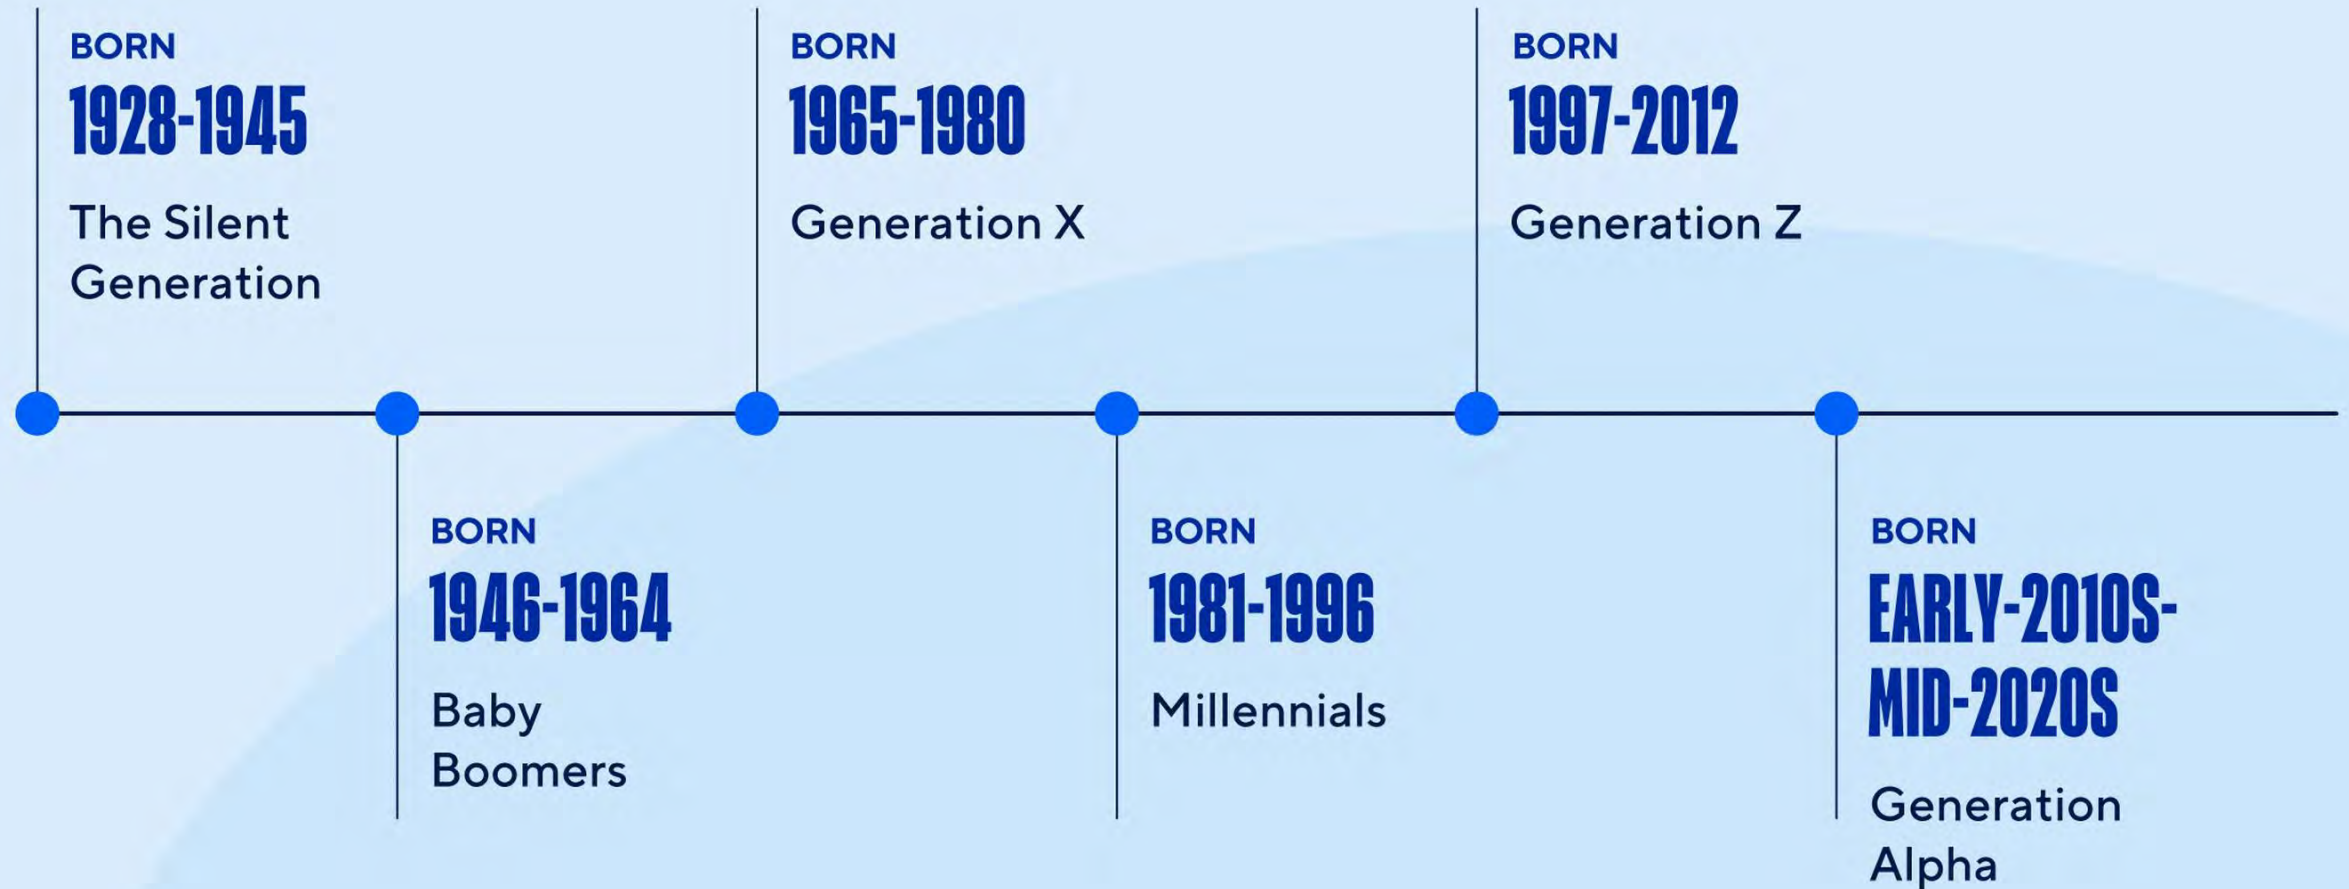 BORN
1928-1945
The Silent
Generation
BORN
1946-1964
Baby
Boomers
BORN
1965-1980
Generation X
BORN
1981-1996
Millennials
BORN
1997-2012
Generation Z
BORN
EARLY-2010S-
MID-2020S
Generation
Alpha